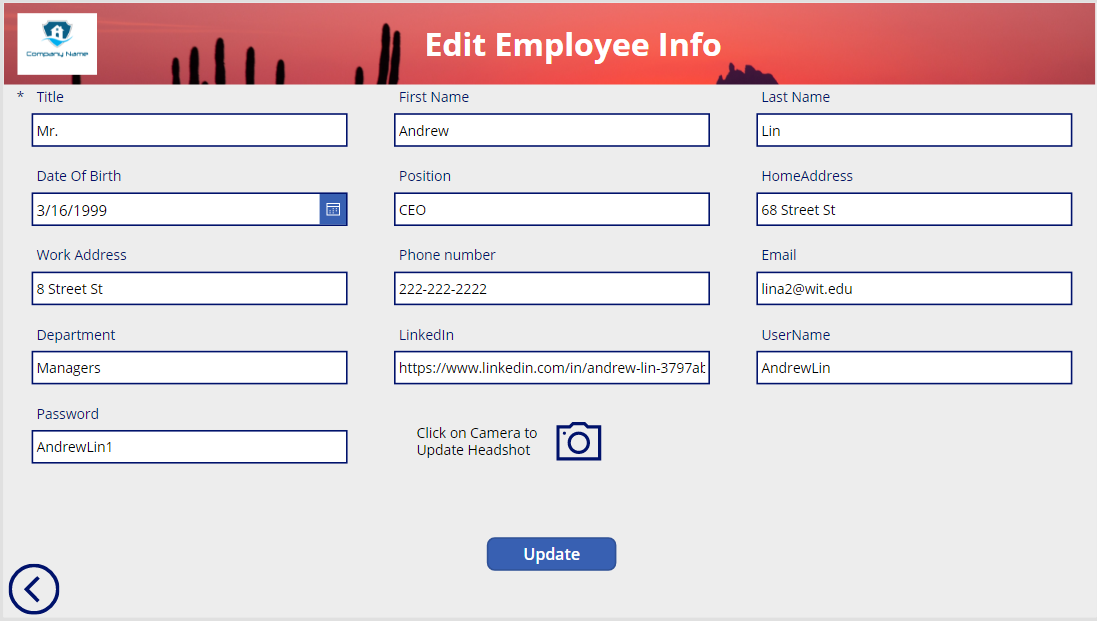 Company Name
Edit Employee Info
* Title
First Name
Last Name
Mr.
Andrew
Lin
Date Of Birth
Position
HomeAddress
3/16/1999
CEO
68 Street St
Work Address
Phone number
Email
8 Street St
222-222-2222
lina2@wit.edu
Department
LinkedIn
UserName
Managers
https://www.linkedin.com/in/andrew-lin-3797ab
AndrewLin
Password
AndrewLin1
Click on Camera to
Update Headshot
Update